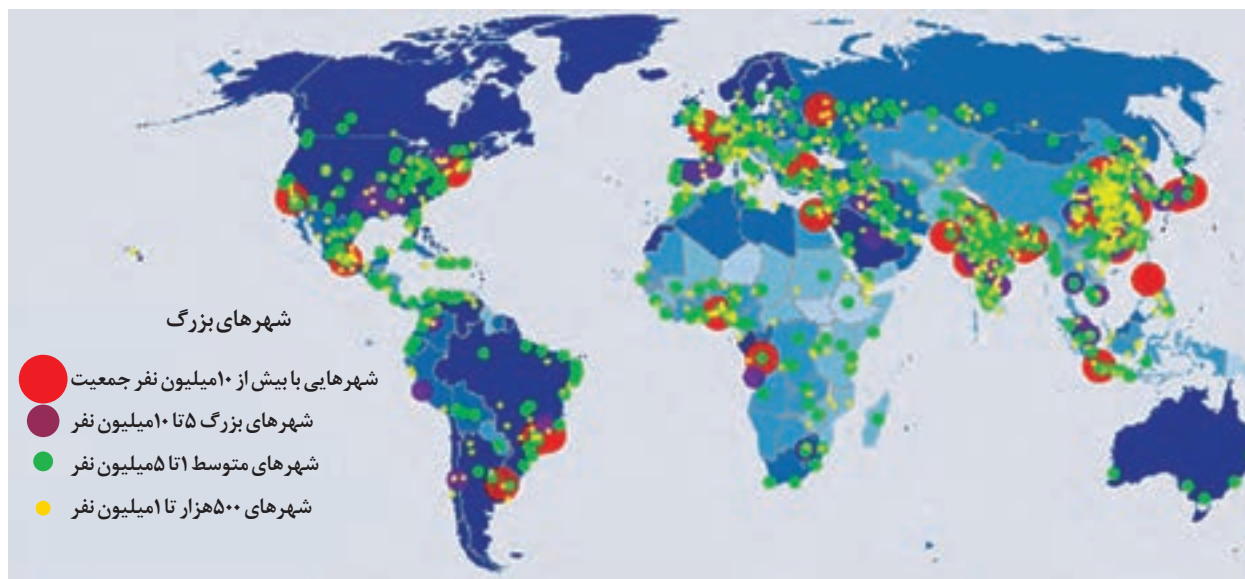 شهرهای بزرگ
شهرهایی با بیش از ۱۰میلیون نفر جمعیت
شهرهای بزرگ ۵تا ۱۰میلیون نفر
شهرهای متوسط ۱تا ۵میلیون نفر
شهرهای ۵۰۰هزار تا ۱میلیون نفر